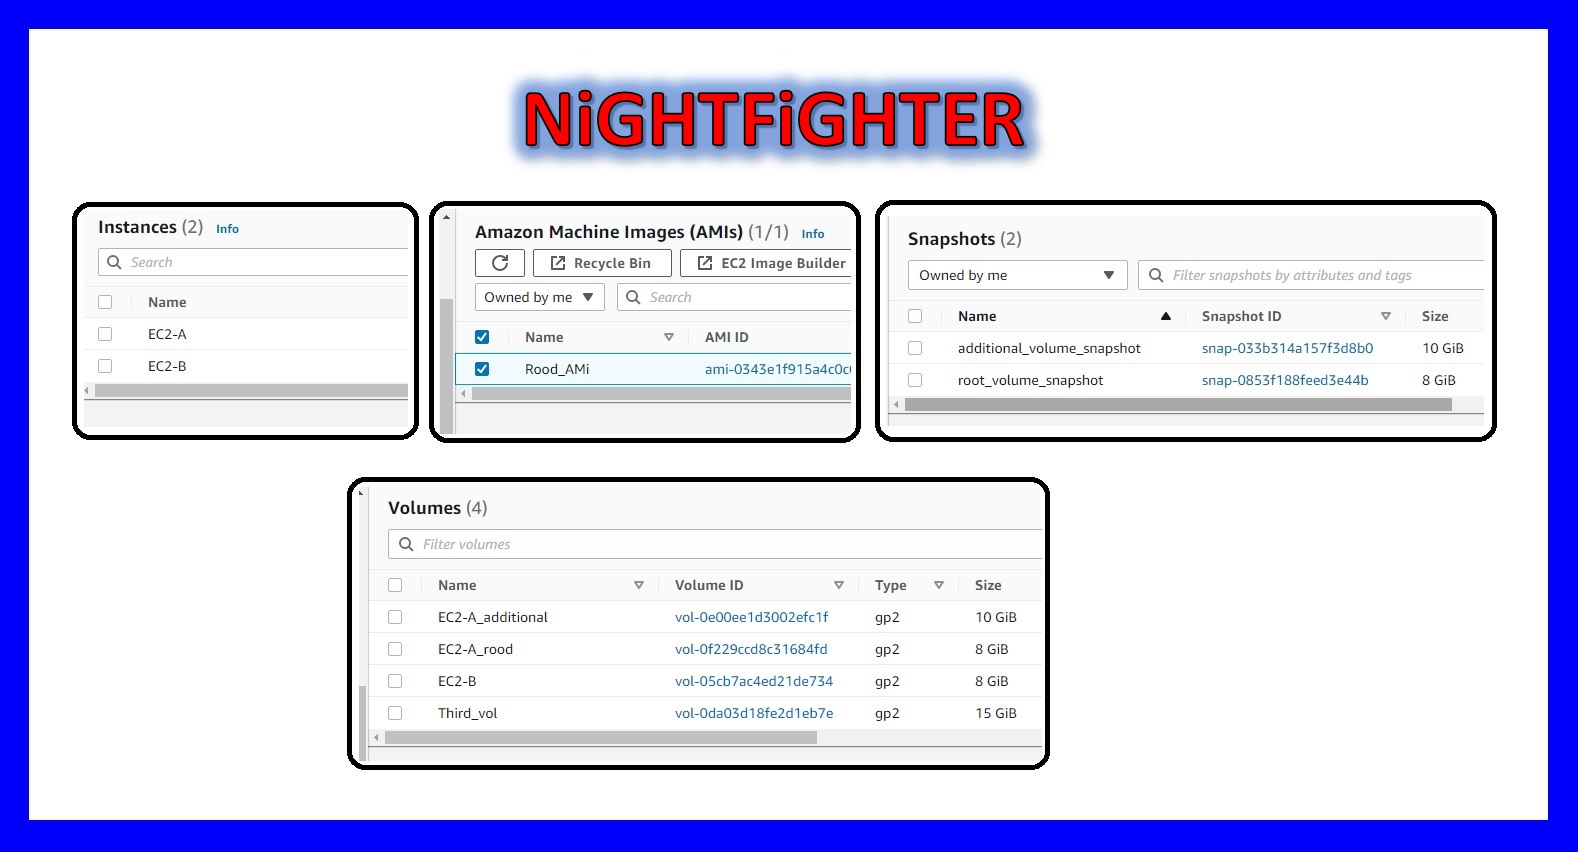 NiGHTFiGHTER
Instances (2) Info
Search
Name
EC2-A
EC2-B
Amazon Machine Images (AMIs) (1/1) Info
Recycle Bin EC2 Image Builder
Owned by me Search
Name AMI ID
Rood_AMi ami-0343e1f915a4c0c
Snapshots (2)
Owned by me Filter snapshots by attributes and tags
Name Snapshot ID Size
additional_volume_snapshot snap-033b314a157f3d8b0 10 GiB
root_volume_snapshot snap-0853f188feed3e44b 8 GiB
Volumes (4)
Filter volumes
Name Volume ID Type Size
EC2-A_additional vol-0e00ee1d3002efc1f gp2 10 GiB
EC2-A_rood vol-0f229ccd8c31684fd gp2 8 GiB
EC2-B vol-05cb7ac4ed21de734 gp2 8 GiB
Third_vol vol-0da03d18fe2d1eb7e gp2 15 GiB